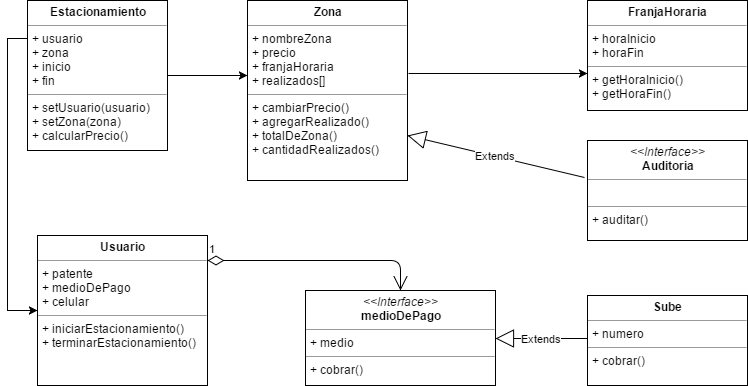 Estacionamiento
+ usuario
+ zona
+ inicio
+ fin
+ setUsuario(usuario)
+ setZona(zona)
+ calcularPrecio()
Zona
+ nombreZona
+ precio
+ franjaHoraria
+ realizados[]
+ cambiarPrecio()
+ agregarRealizado()
+ totalDeZona()
+ cantidadRealizados()
FranjaHoraria
+ horaInicio
+ horaFin
+ getHoraInicio()
+ getHoraFin()
Extends
<<Interface>>
Auditoria
+ auditar()
Usuario
+ patente
+ medioDePago
+ celular
+ iniciarEstacionamiento()
+ terminarEstacionamiento()
1
<<Interface>>
medioDePago
+ medio
+ cobrar()
Extends
Sube
+ numero
+ cobrar()